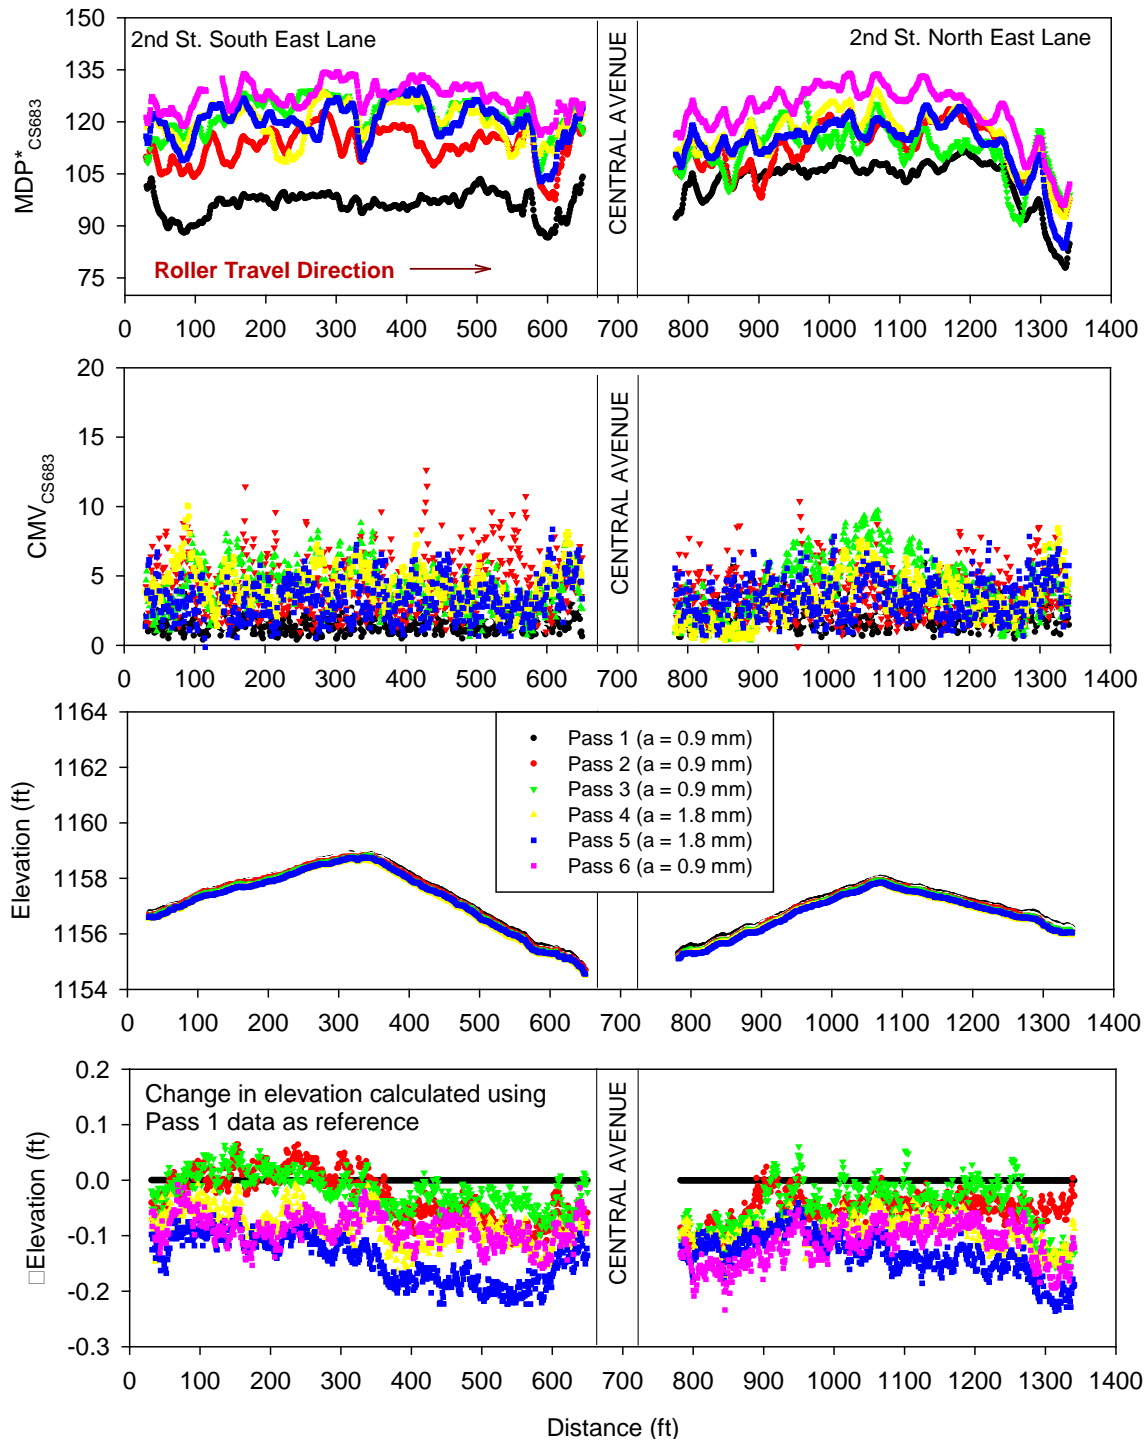 150
135
120
105
90
75
MDP*CS683
2nd St. South East Lane
2nd St. North East Lane
CENTRAL AVENUE
Roller Travel Direction
0 100 200 300 400 500 600 700 800 900 1000 1100 1200 1300 1400
20
15
10
5
0
CMVCS683
CENTRAL AVENUE
0 100 200 300 400 500 600 700 800 900 1000 1100 1200 1300 1400
1164
1162
1160
1158
1156
1154
Elevation (ft)
Pass 1 (a = 0.9 mm)
Pass 2 (a = 0.9 mm)
Pass 3 (a = 0.9 mm)
Pass 4 (a = 1.8 mm)
Pass 5 (a = 1.8 mm)
Pass 6 (a = 0.9 mm)
0 100 200 300 400 500 600 700 800 900 1000 1100 1200 1300 1400
0.2
0.1
0.0
-0.1
-0.2
-0.3
□Elevation (ft)
Change in elevation calculated using
Pass 1 data as reference
CENTRAL AVENUE
0 100 200 300 400 500 600 700 800 900 1000 1100 1200 1300 1400
Distance (ft)